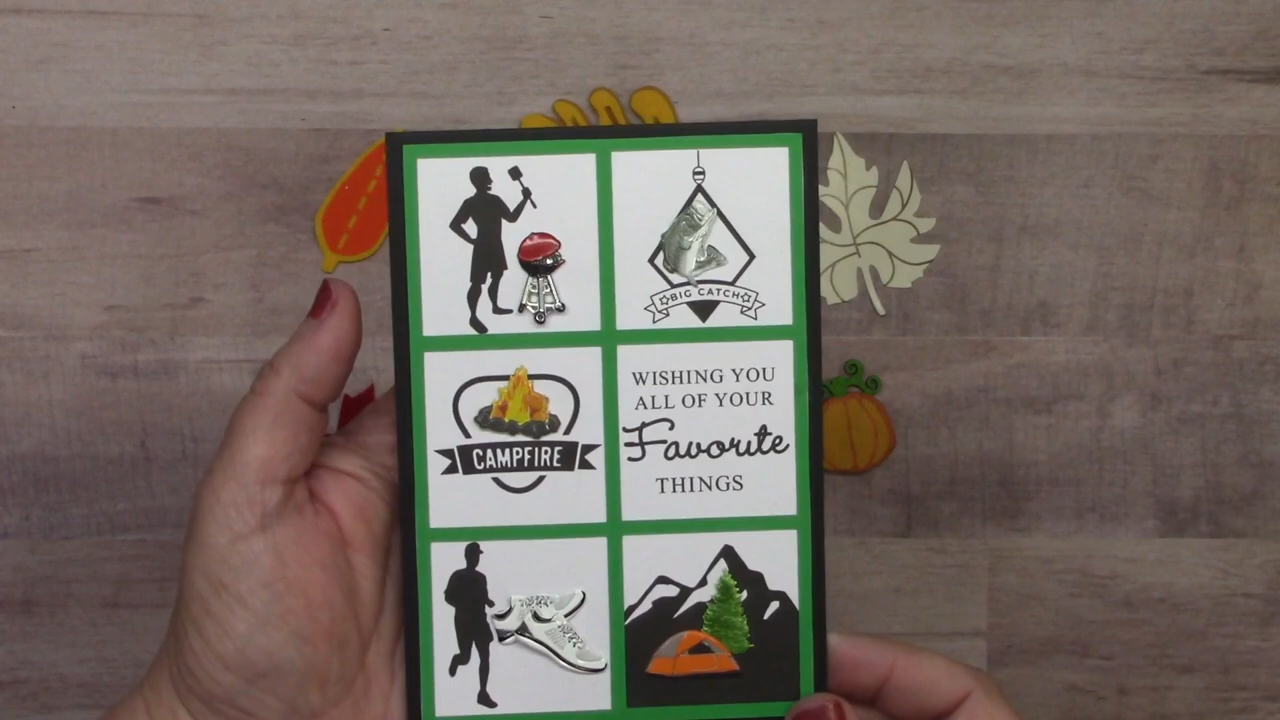 BIG CATCH
CAMPFIRE
WISHING YOU
ALL OF YOUR
Favorite
THINGS